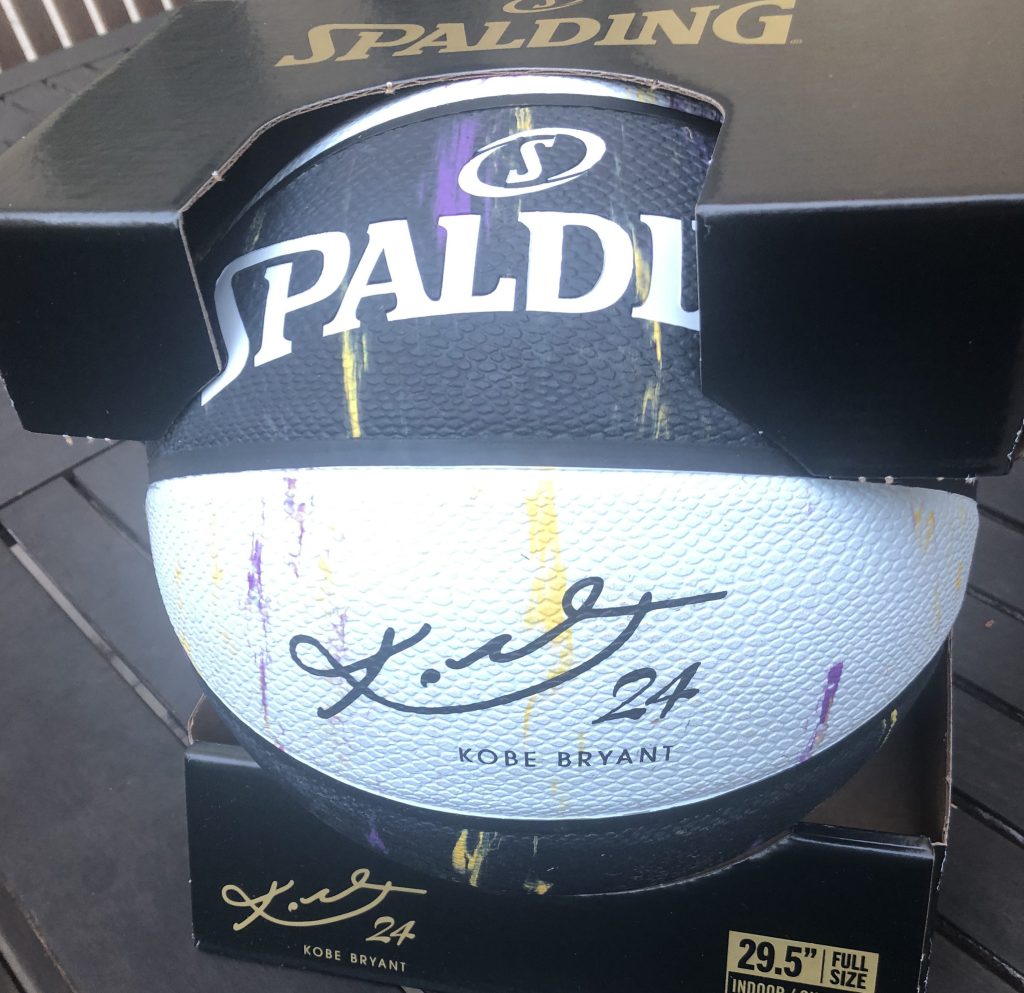 SPALDING
S
SPALDI
K.B
24
KOBE BRYANT
24
KOBE BRYANT
29.5" FULL SIZE
INDOOR /